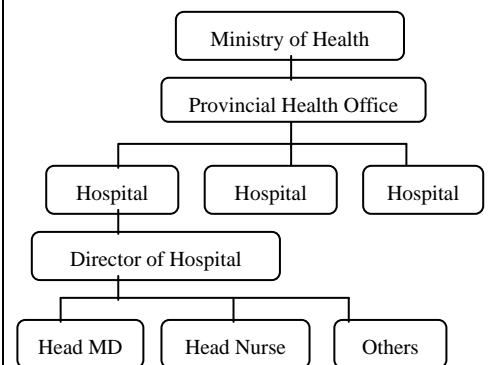 Ministry of Health
Provincial Health Office
Hospital
Hospital
Hospital
Director of Hospital
Head MD
Head Nurse
Others